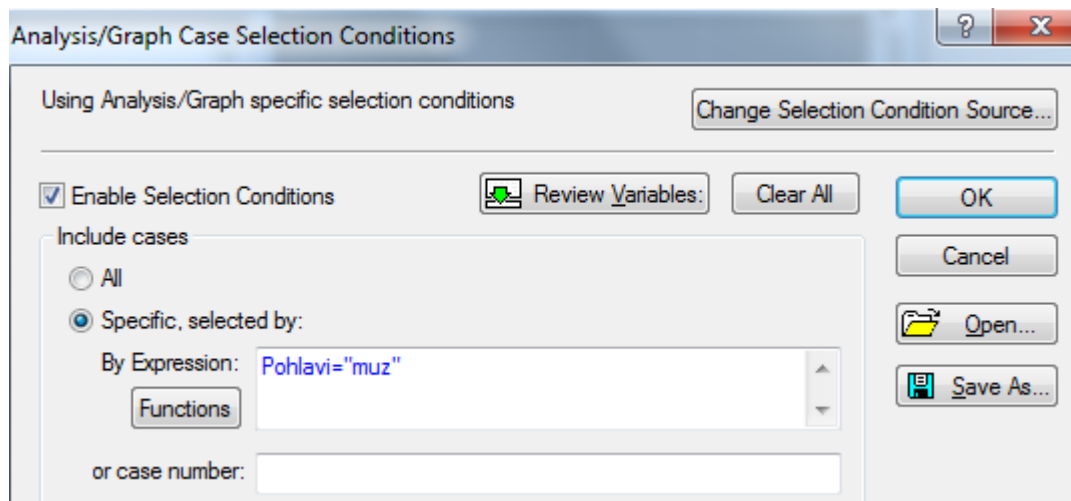 Analysis/Graph Case Selection Conditions
?
X
Using Analysis/Graph specific selection conditions
Change Selection Condition Source...
Enable Selection Conditions
Review Variables:
Clear All
OK
Include cases
Cancel
All
Specific, selected by:
Open...
By Expression:
Pohlavi="muz"
Functions
Save As...
or case number: